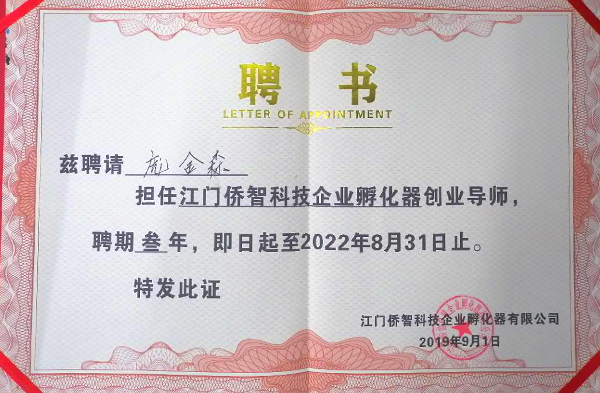 聘 书
LETTER OF APPOINTMENT
兹聘请 彪金森
担任江门侨智科技企业孵化器创业导师，
聘期 叁 年，即日起至2022年8月31日止。
特发此证
江门侨智科技企业孵化器有限公司
2019年9月1日